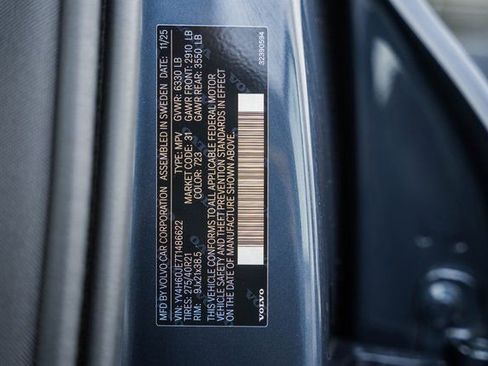 MFD BY VOLVO CAR CORPORATION ASSEMBLED IN SWEDEN DATE: 11/25
GVWR: 6330 LB
GAWR FRONT: 2910 LB
GAWR REAR: 3550 LB
VIN: YV4H60JE7T1486622 TYPE: MPV
TIRES: 275/40R21 MARKET CODE: 31
RIM: 9Jx21x38.5 COLOR: 723
THIS VEHICLE CONFORMS TO ALL APPLICABLE FEDERAL MOTOR
VEHICLE SAFETY AND THEFT PREVENTION STANDARDS IN EFFECT
ON THE DATE OF MANUFACTURE SHOWN ABOVE.
VOLVO
32390594